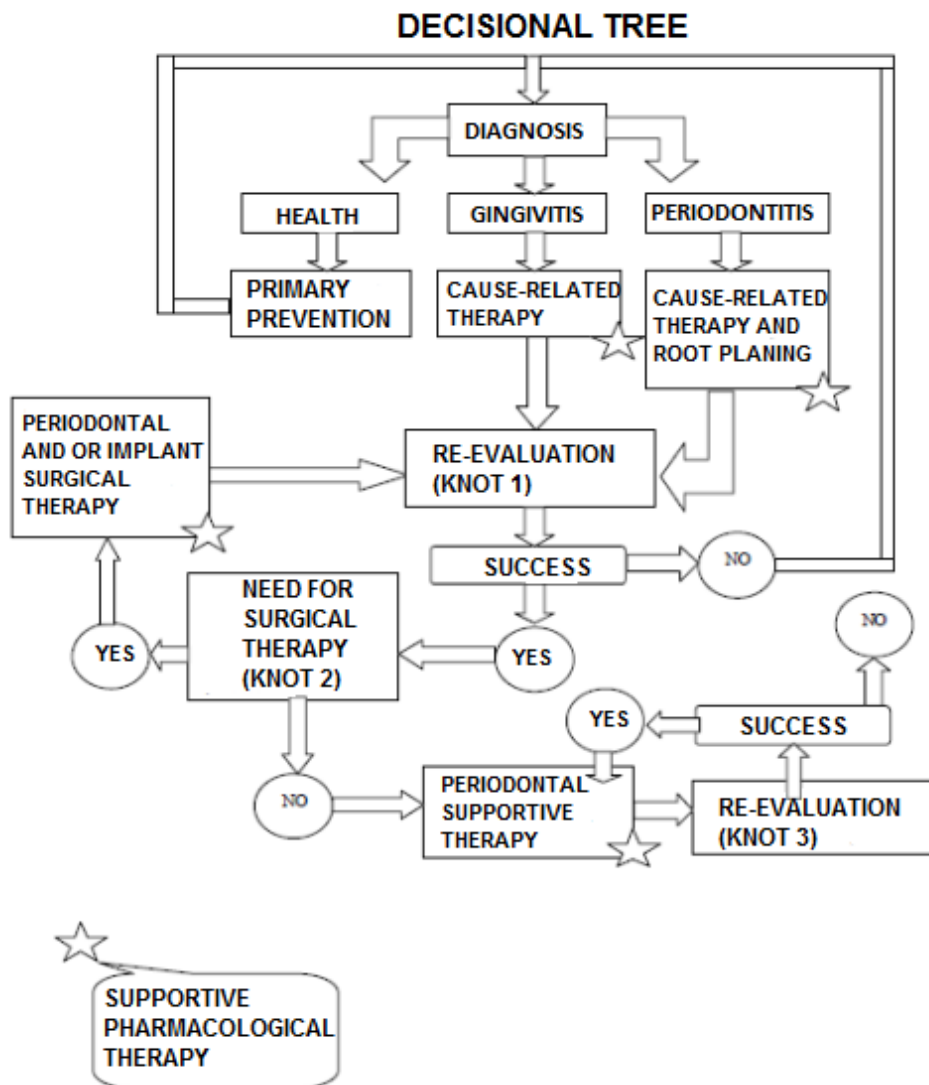 DECISIONAL TREE
DIAGNOSIS
HEALTH
GINGIVITIS
PERIODONTITIS
PRIMARY
PREVENTION
CAUSE-RELATED
THERAPY
CAUSE-RELATED
THERAPY AND
ROOT PLANING
PERIODONTAL
AND OR IMPLANT
SURGICAL
THERAPY
RE-EVALUATION
(KNOT 1)
SUCCESS
NO
NEED FOR
SURGICAL
THERAPY
(KNOT 2)
YES
YES
NO
YES
SUCCESS
NO
PERIODONTAL
SUPPORTIVE
THERAPY
RE-EVALUATION
(KNOT 3)
SUPPORTIVE
PHARMACOLOGICAL
THERAPY